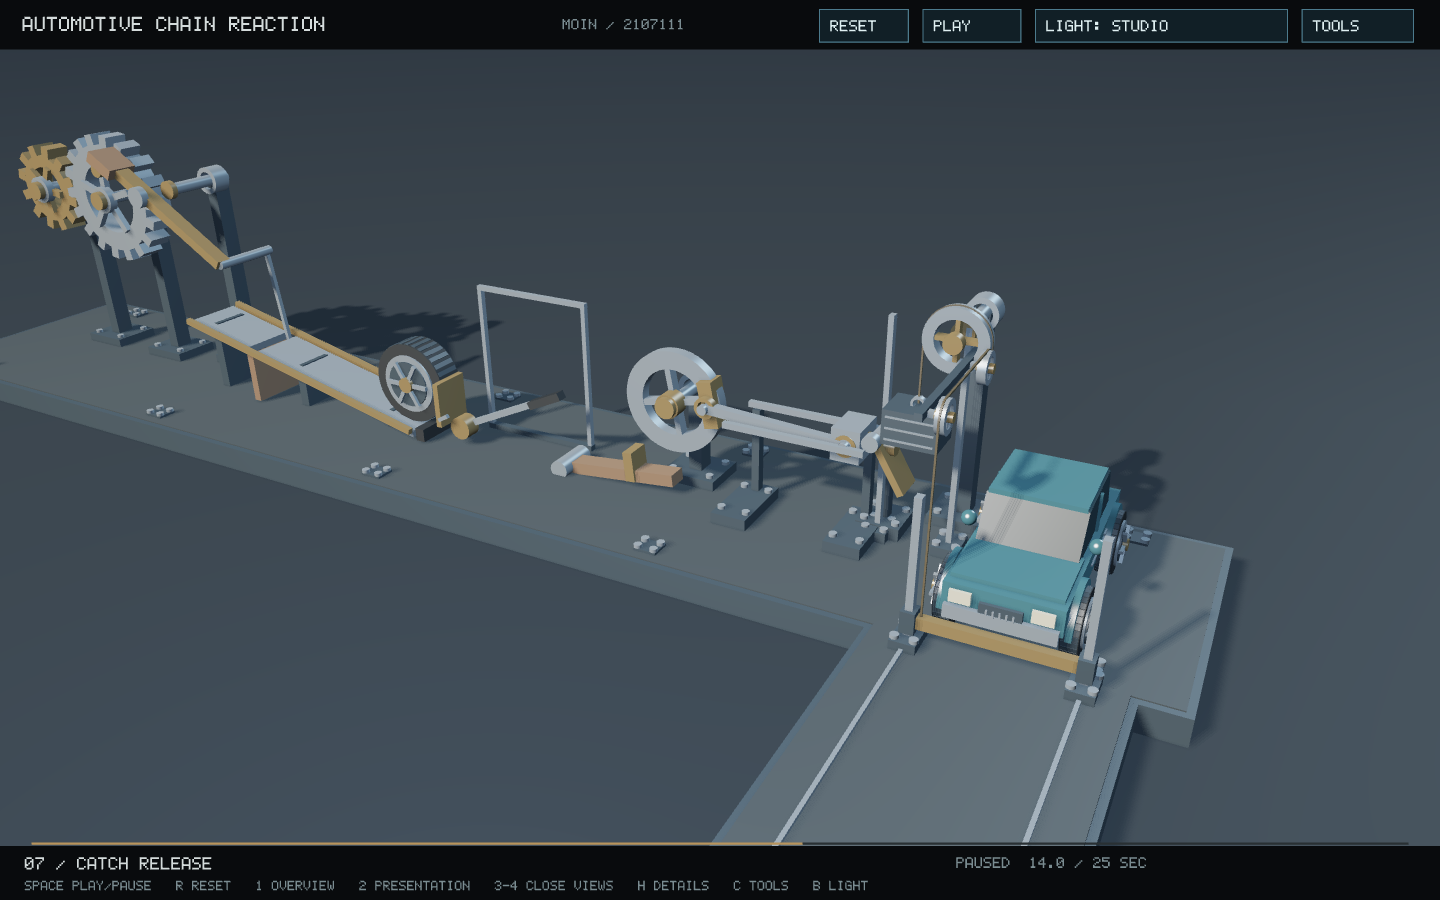 AUTOMOTIVE CHAIN REACTION
MOIN / 2107111
RESET
PLAY
LIGHT: STUDIO
TOOLS
07 / CATCH RELEASE
PAUSED 14.0 / 25 SEC
SPACE PLAY/PAUSE R RESET 1 OVERVIEW 2 PRESENTATION 3-4 CLOSE VIEWS H DETAILS C TOOLS B LIGHT